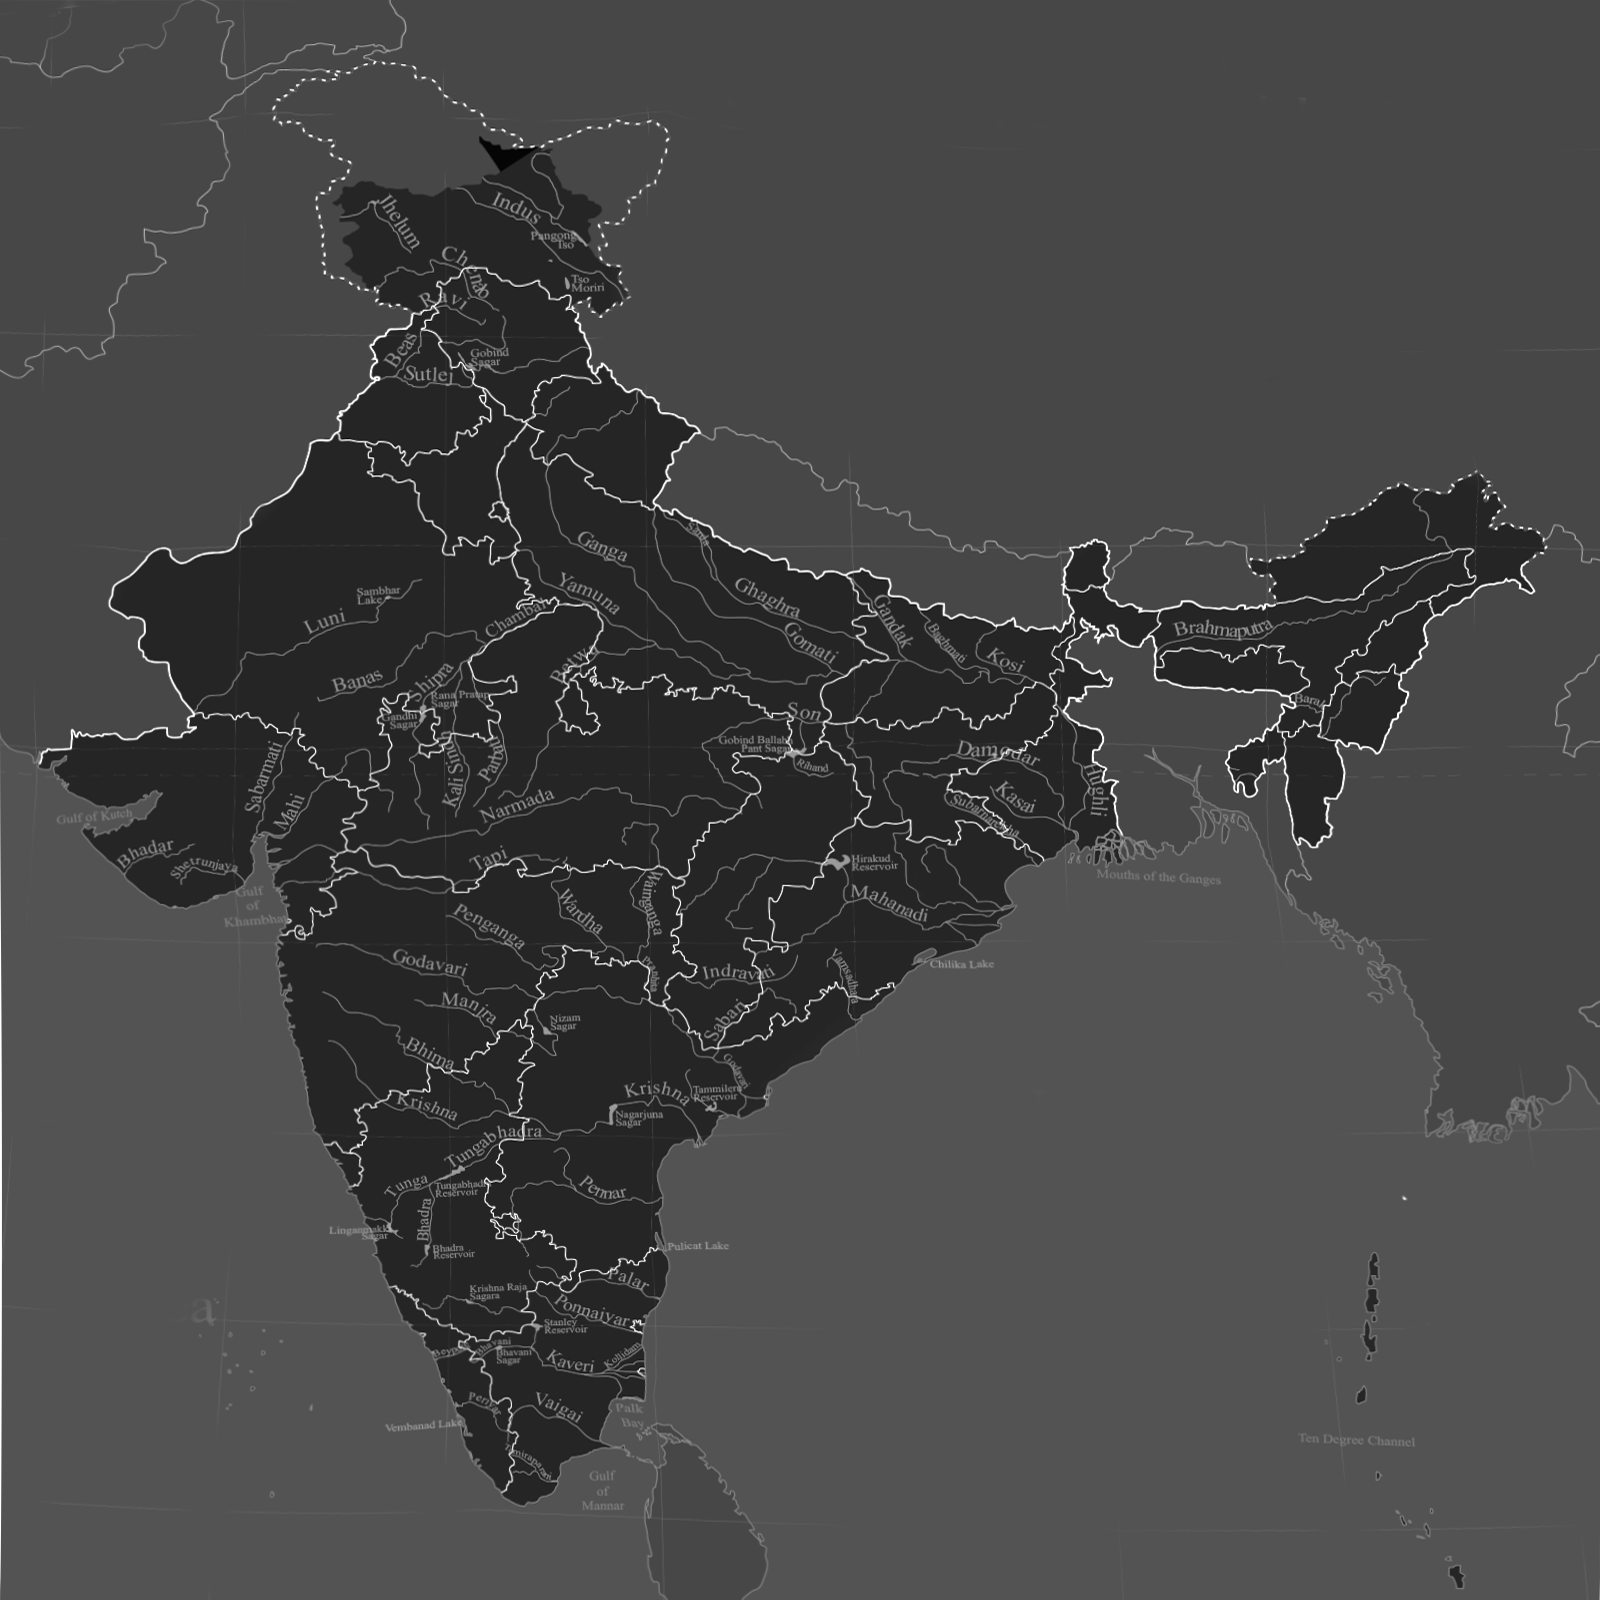 Jhelum
Indus
Pangong
Tso
Chenab
Tso
Moriri
Ravi
Beas
Gobind
Sagar
Sutlej
Sarda
Ganga
Yamuna
Ghaghra
Sambhar
Lake
Luni
Chambal
Gomati
Gandak
Baghmati
Kosi
Brahmaputra
Banas
Shipra
Betwa
Rana Pratap
Sagar
Gandhi
Sagar
Barak
Son
Gobind Ballabh
Pant Sagar
Rihand
Damodar
Sabarmati
Mahi
Kali Sindh
Parbati
Narmada
Kasai
Subarnarekha
Hughli
Gulf of Kutch
Bhadar
Shetrunjaya
Tapi
Hirakud
Reservoir
Mouths of the Ganges
Gulf
of
Khambhat
Wardha
Wainganga
Mahanadi
Penganga
Godavari
Pranhita
Indravati
Vamsadhara
Chilika Lake
Manjra
Nizam
Sagar
Sabari
Bhima
Godavari
Krishna
Krishna
Tammileru
Reservoir
Nagarjuna
Sagar
Tungabhadra
Tunga
Tungabhadra
Reservoir
Pennar
Bhadra
Linganmakki
Sagar
Bhadra
Reservoir
Pulicat Lake
Palar
Krishna Raja
Sagara
Ponnaiyar
Stanley
Reservoir
a
Beypore
Bhavani
Bhavani
Sagar
Kaveri
Kollidam
Periyar
Vaigai
Palk
Bay
Vembanad Lake
Tamiraparani
Ten Degree Channel
Gulf
of
Mannar